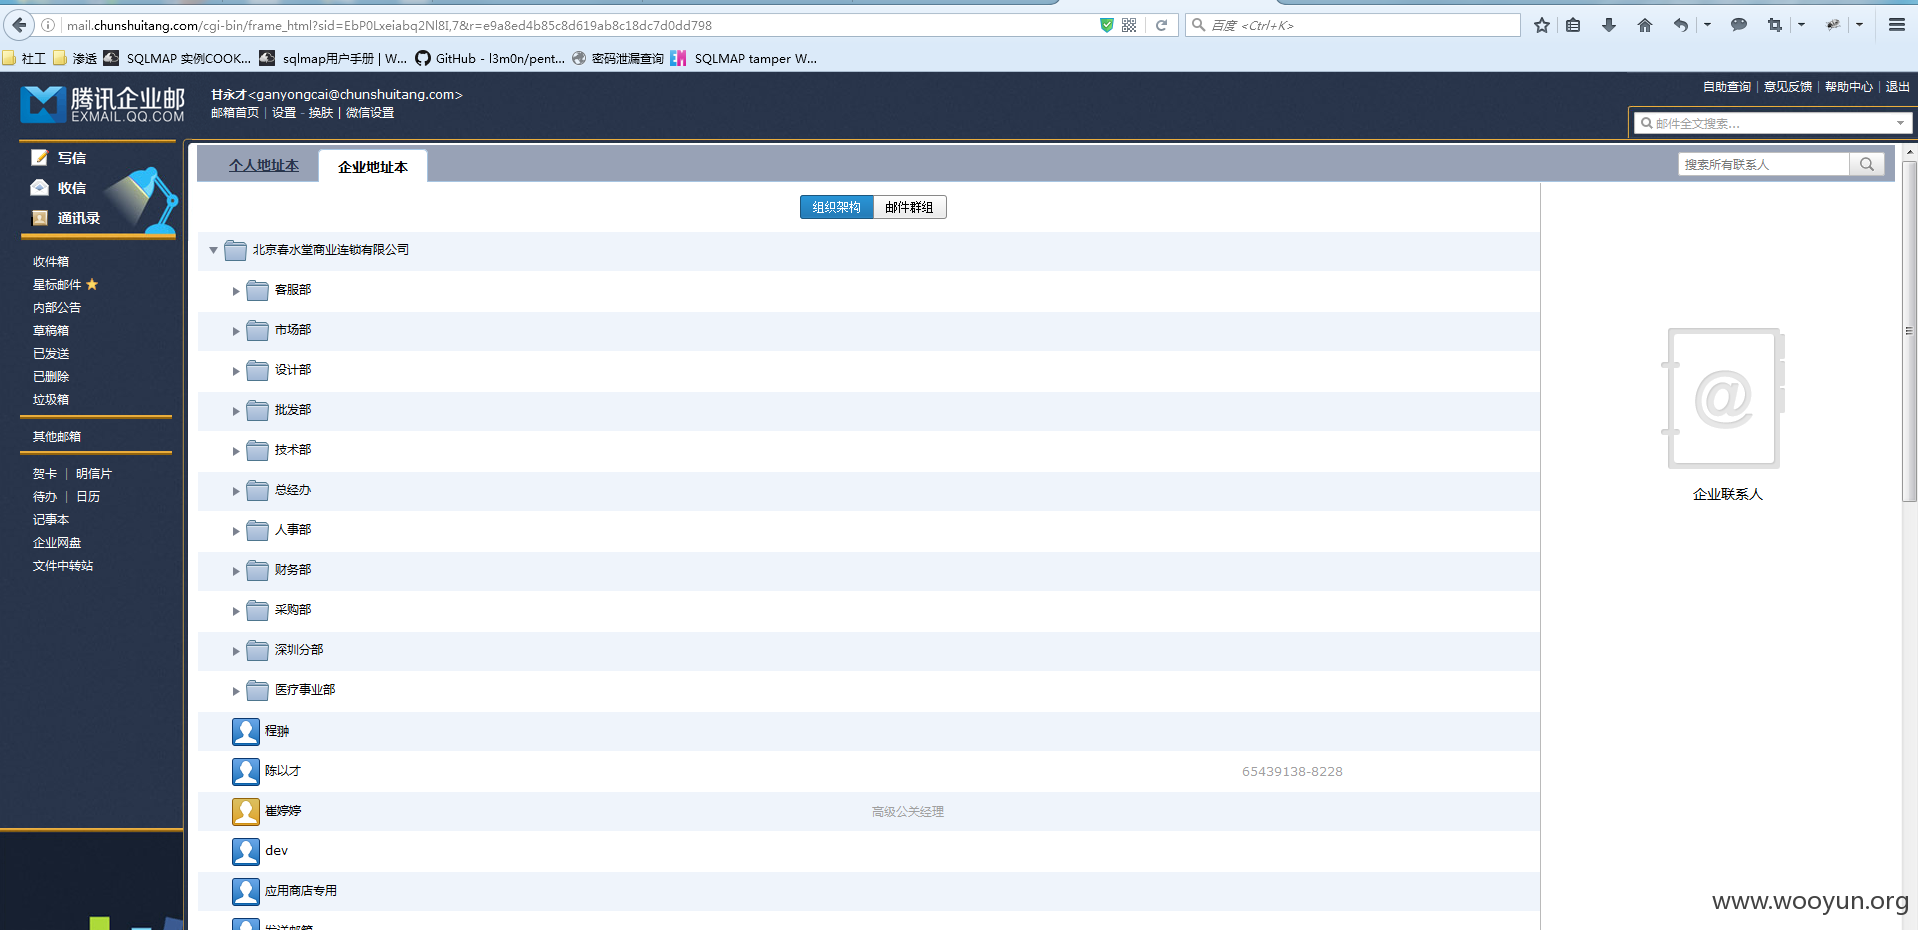 mail.chunshuitang.com/cgi-bin/frame_html?sid=EbP0Lxeiabq2Nl8I,7&r=e9a8ed4b85c8d619ab8c18dc7d0dd798
百度 <Ctrl+K>
社工 渗透 SQLMAP 实例COOK... sqlmap用户手册 | W... GitHub - l3m0n/pent... 密码泄漏查询 EM SQLMAP tamper W...
腾讯企业邮
EXMAIL.QQ.COM
甘永才<ganyongcai@chunshuitang.com>
邮箱首页 | 设置 - 换肤 | 微信设置
自助查询 | 意见反馈 | 帮助中心 | 退出
邮件全文搜索...
写信
收信
通讯录
收件箱
星标邮件
内部公告
草稿箱
已发送
已删除
垃圾箱
其他邮箱
贺卡 | 明信片
待办 | 日历
记事本
企业网盘
文件中转站
个人地址本 企业地址本
搜索所有联系人
组织架构 邮件群组
北京春水堂商业连锁有限公司
客服部
市场部
设计部
批发部
技术部
总经办
人事部
财务部
采购部
深圳分部
医疗事业部
程翀
陈以才 65439138-8228
崔婷婷 高级公关经理
dev
应用商店专用
@
企业联系人
www.wooyun.org